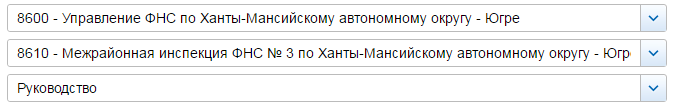 8600 - Управление ФНС по Ханты-Мансийскому автономному округу - Югре
8610 - Межрайонная инспекция ФНС № 3 по Ханты-Мансийскому автономному округу - Югре
Руководство